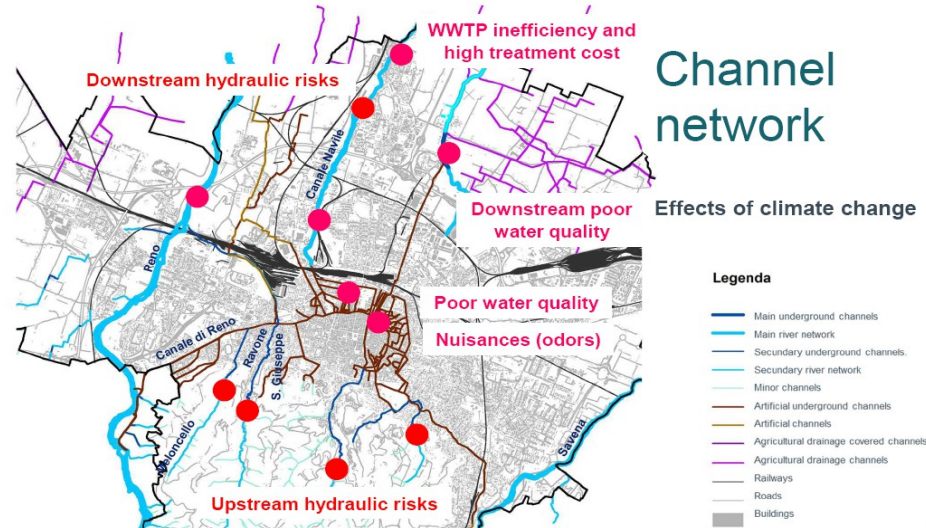 WWTP inefficiency and
high treatment cost
Channel
network
Downstream hydraulic risks
Canale Navile
Downstream poor
water quality
Effects of climate change
Reno
Poor water quality
Nuisances (odors)
Canale di Reno
Ravone
S. Giuseppe
Meloncello
Savena
Upstream hydraulic risks
Legenda
Main underground channels
Main river network
Secundary underground channels.
Secundary river network
Minor channels
Artificial underground channels
Artificial channels
Agricultural drainage covered channels
Agricultural drainage channels
Railways
Roads
Buildings